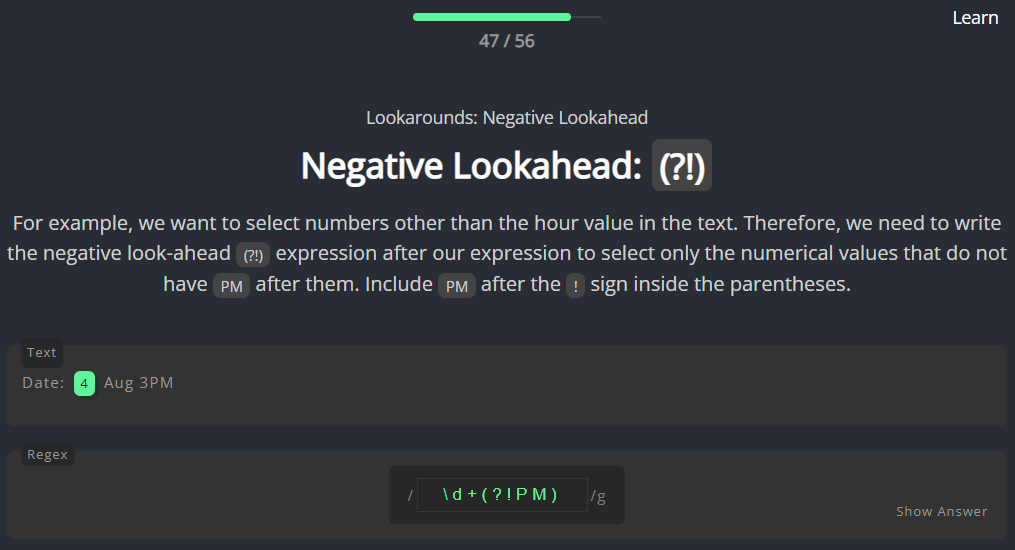 Learn
47 / 56
Lookarounds: Negative Lookahead
Negative Lookahead: (?!)
For example, we want to select numbers other than the hour value in the text. Therefore, we need to write
the negative look-ahead (?!) expression after our expression to select only the numerical values that do not
have PM after them. Include PM after the ! sign inside the parentheses.
Text
Date: 4 Aug 3PM
Regex
/ \d+(?!PM) /g
Show Answer